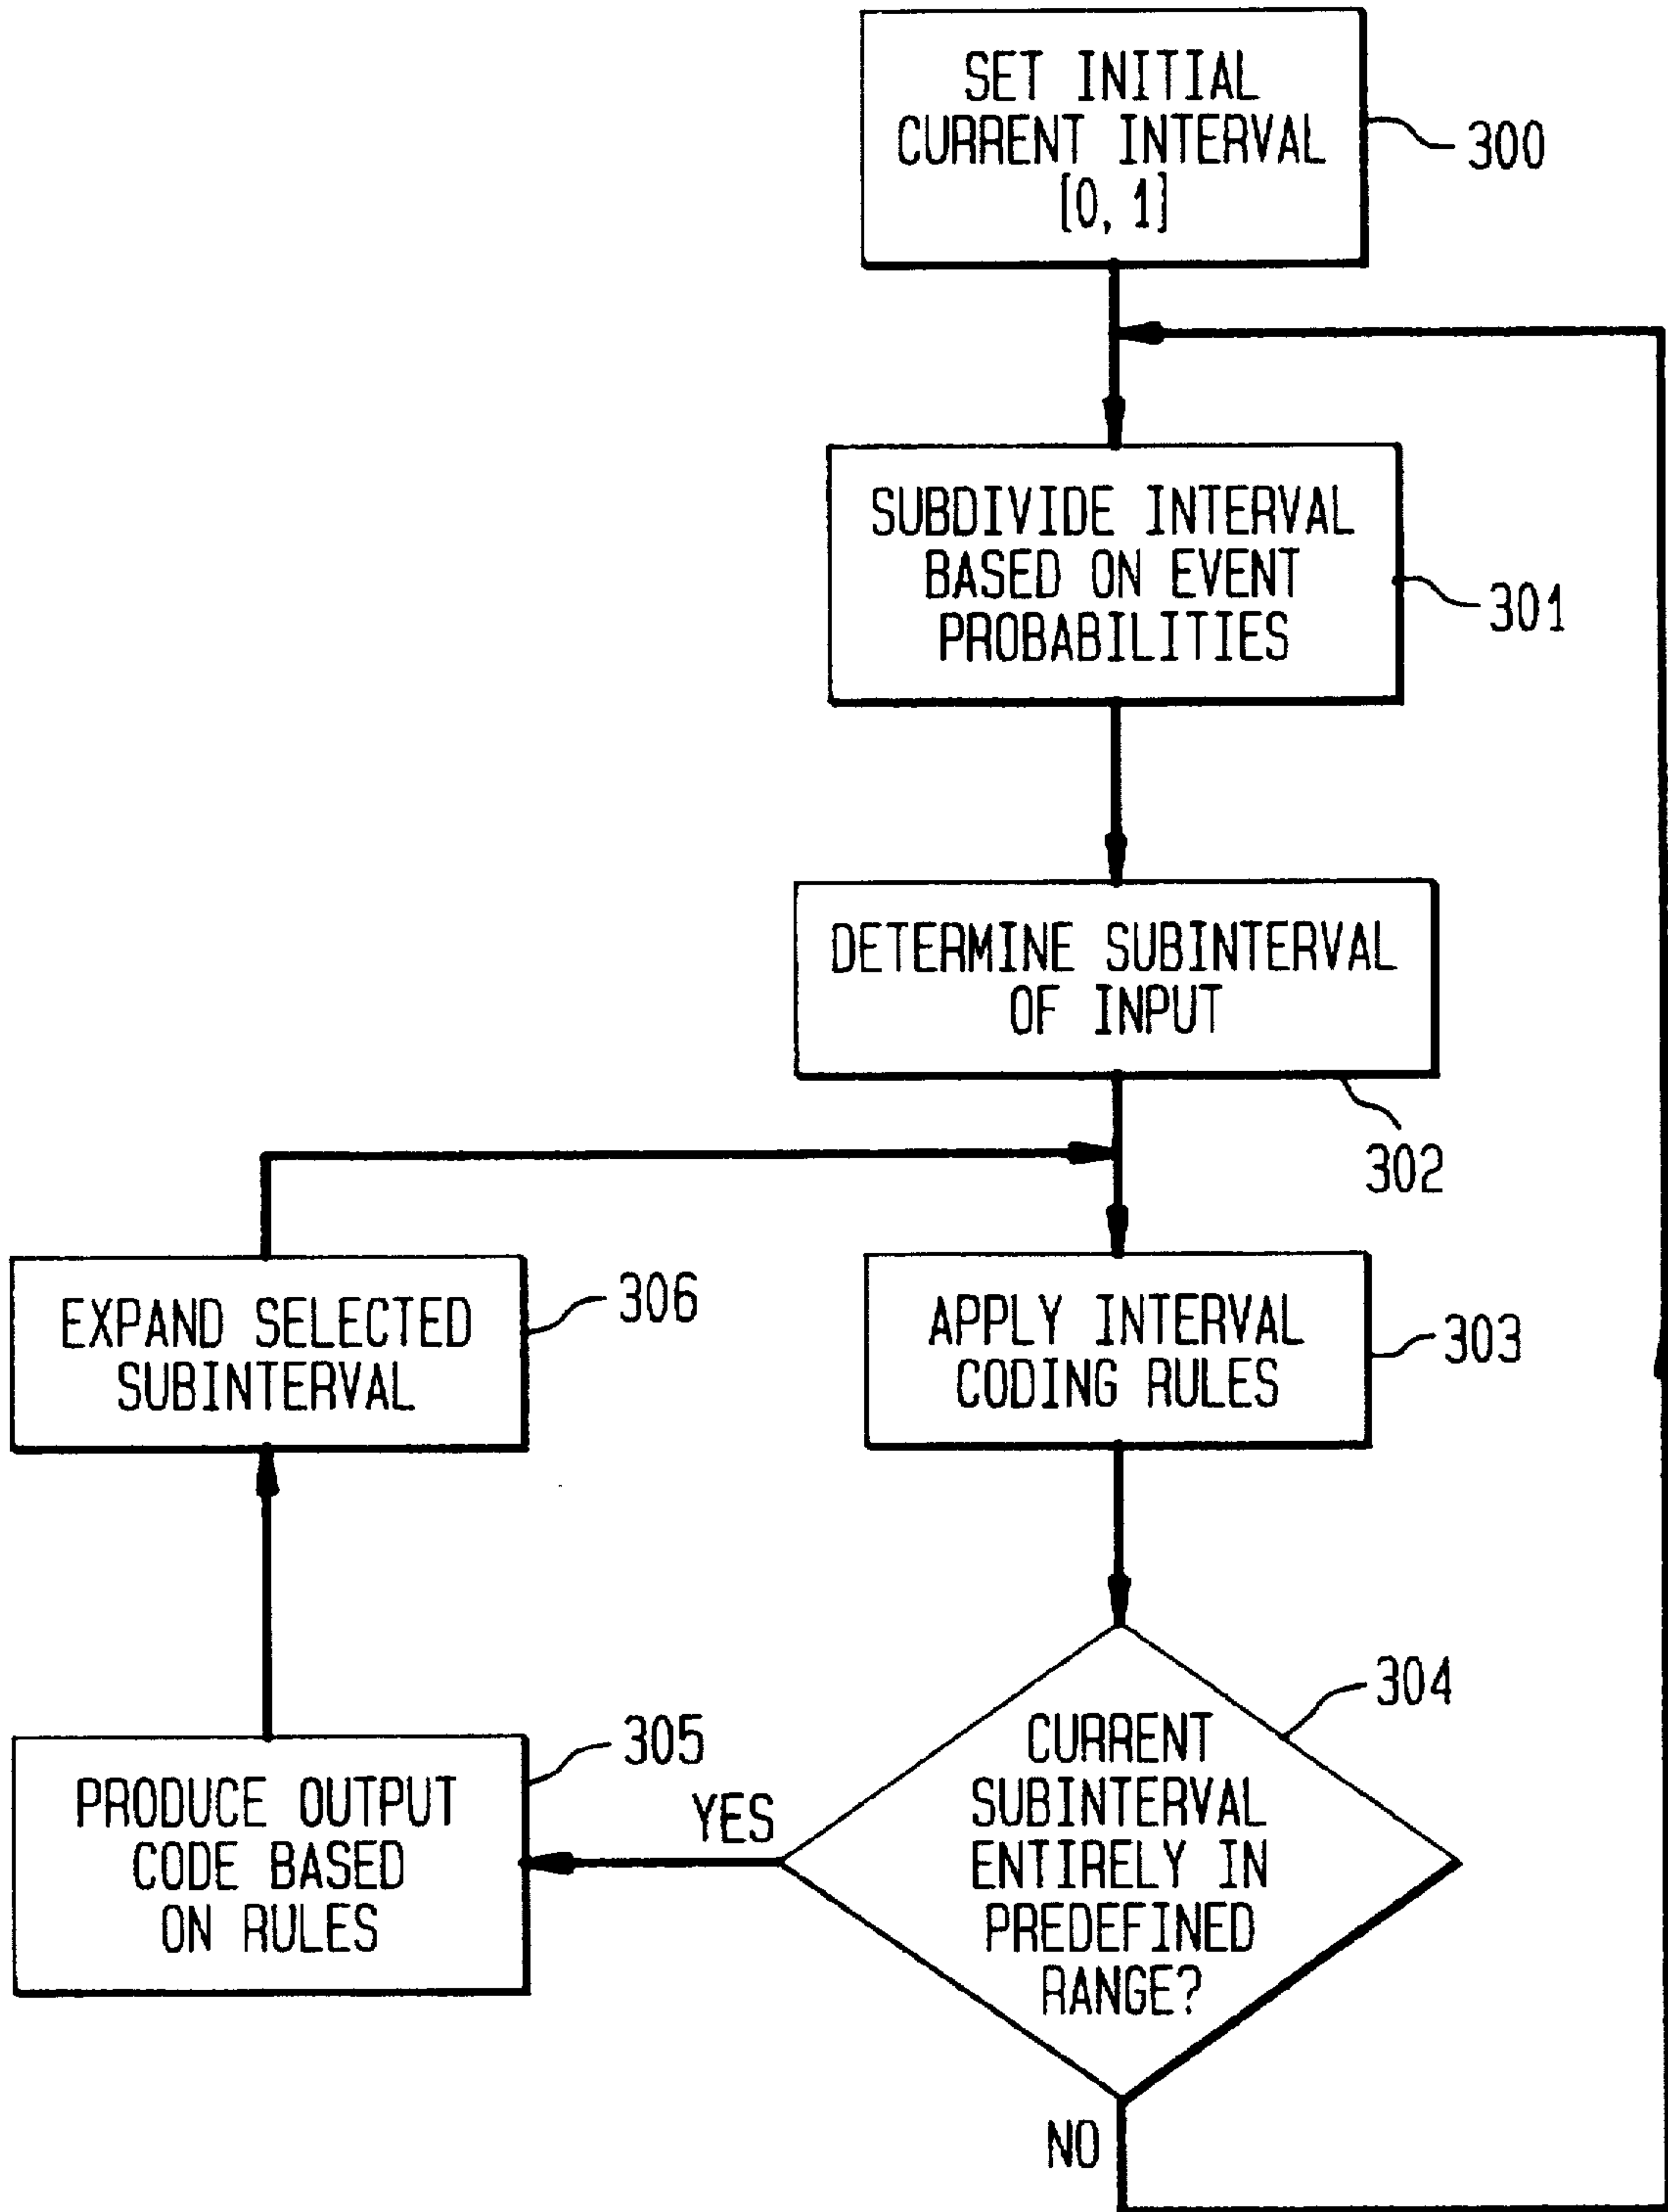 SET INITIAL
CURRENT INTERVAL
[0, 1]
300
SUBDIVIDE INTERVAL
BASED ON EVENT
PROBABILITIES
301
DETERMINE SUBINTERVAL
OF INPUT
302
EXPAND SELECTED
SUBINTERVAL
306
APPLY INTERVAL
CODING RULES
303
304
CURRENT
SUBINTERVAL
ENTIRELY IN
PREDEFINED
RANGE?
305
PRODUCE OUTPUT
CODE BASED
ON RULES
YES
NO